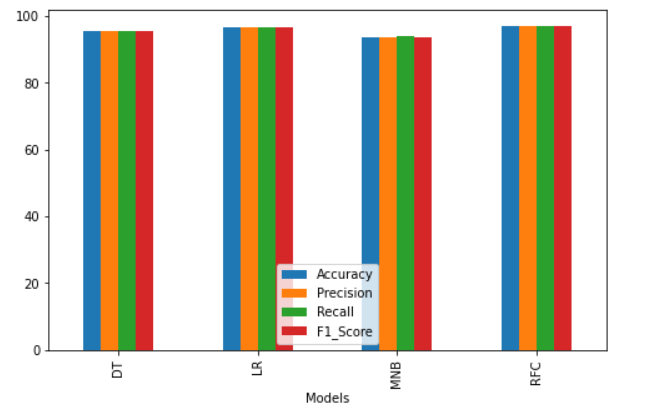 100
80
60
40
20
0
Accuracy
Precision
Recall
F1_Score
DT
LR
MNB
RFC
Models